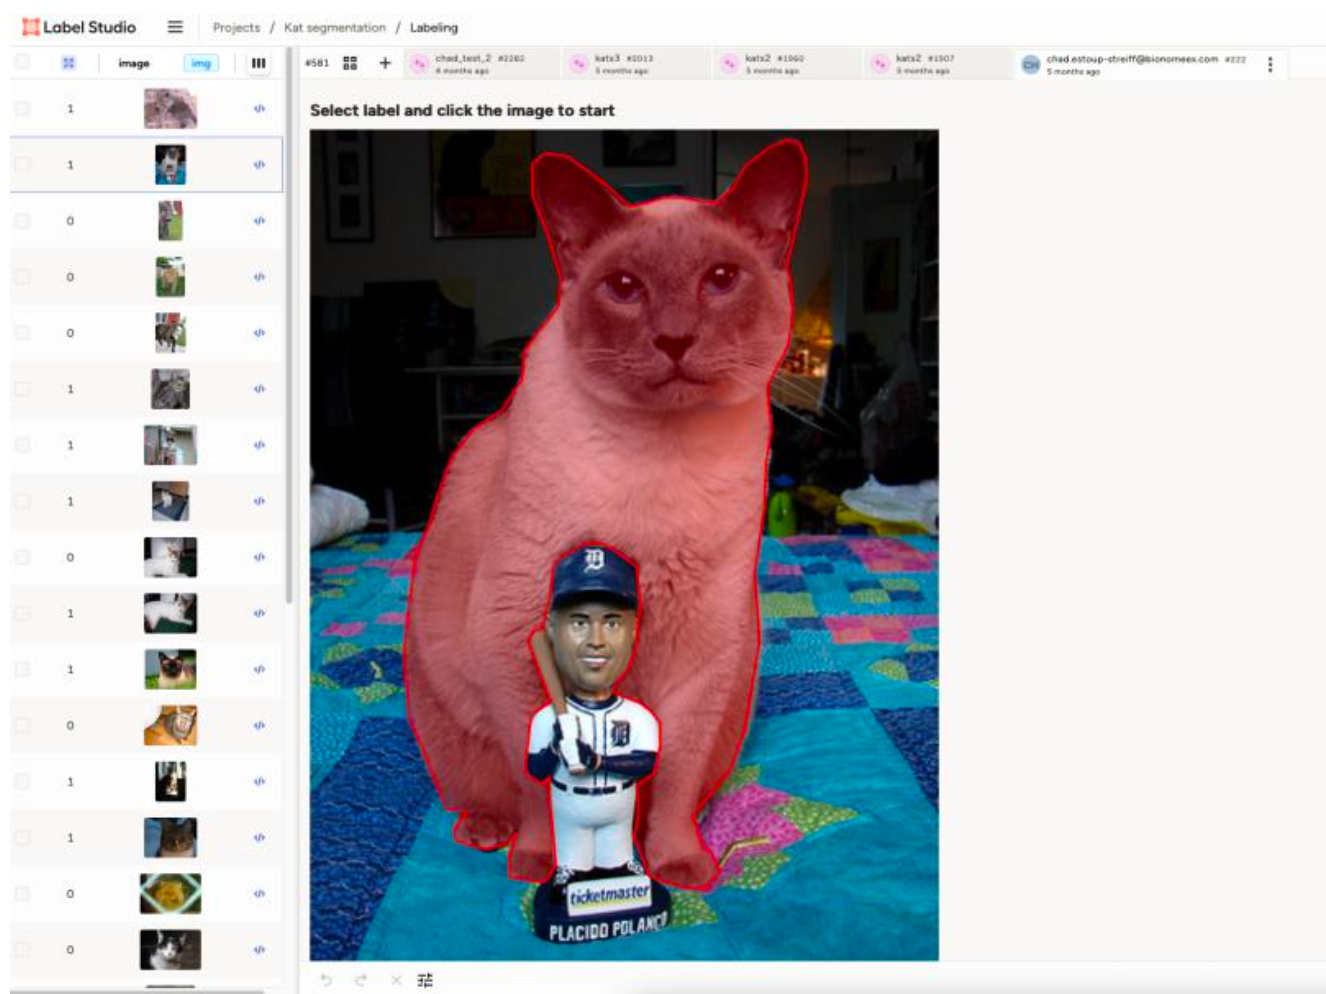 Label Studio
Projects / Kat segmentation / Labeling
image img
#581
chad_test_2 #2282
6 months ago
kats3 #2013
5 months ago
kats2 #1960
5 months ago
kats2 #1507
5 months ago
CH
chad.estoup-streiff@bionomeex.com #222
5 months ago
Select label and click the image to start
1
1
0
0
0
1
1
1
0
1
1
0
1
1
0
0
D
D
ticketmaster
PLACIDO POLANCO